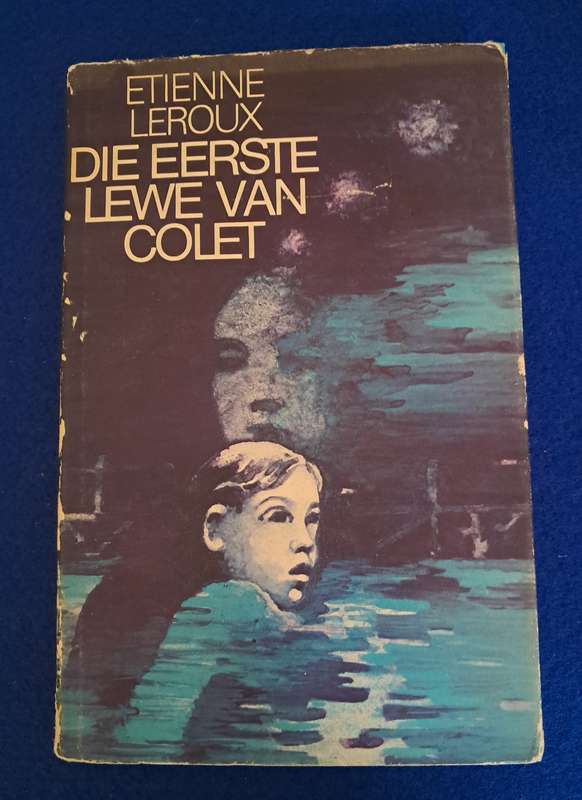 ETIENNE
LEROUX
DIE EERSTE
LEWE VAN
COLET